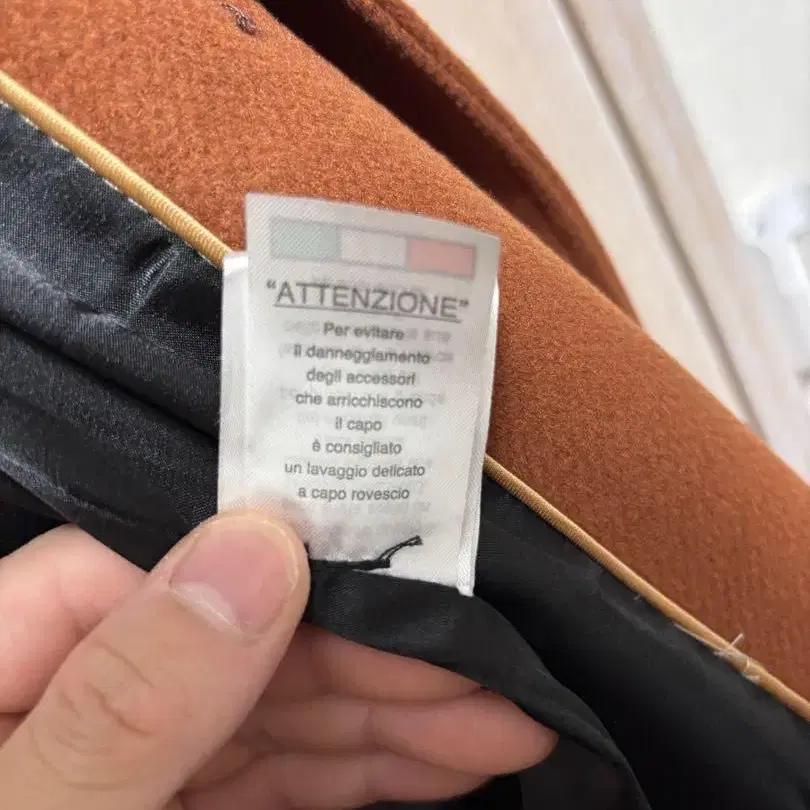 "ATTENZIONE"
Per evitare
il danneggiamento
degli accessori
che arricchiscono
il capo
è consigliato
un lavaggio delicato
a capo rovescio